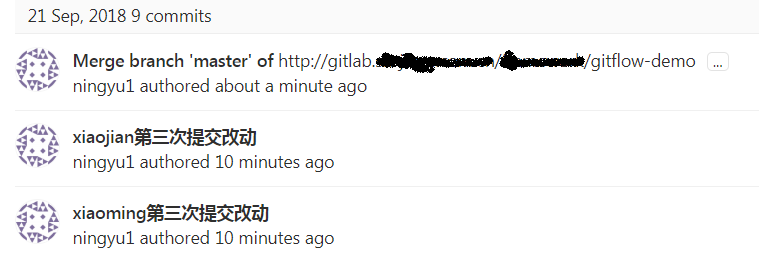 21 Sep, 2018 9 commits
Merge branch 'master' of http://gitlab. /gitflow-demo ...
ningyu1 authored about a minute ago
xiaojian第三次提交改动
ningyu1 authored 10 minutes ago
xiaoming第三次提交改动
ningyu1 authored 10 minutes ago